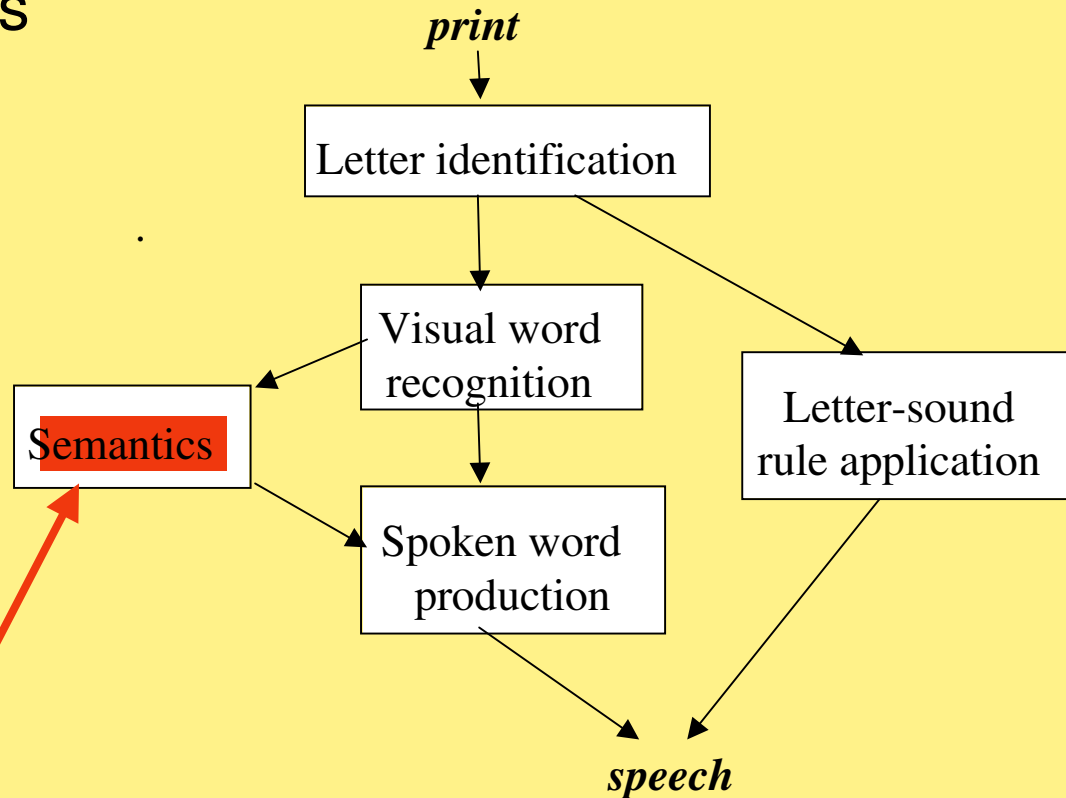 s
print
Letter identification
.
Visual word
recognition
Letter-sound
rule application
Semantics
Spoken word
production
speech